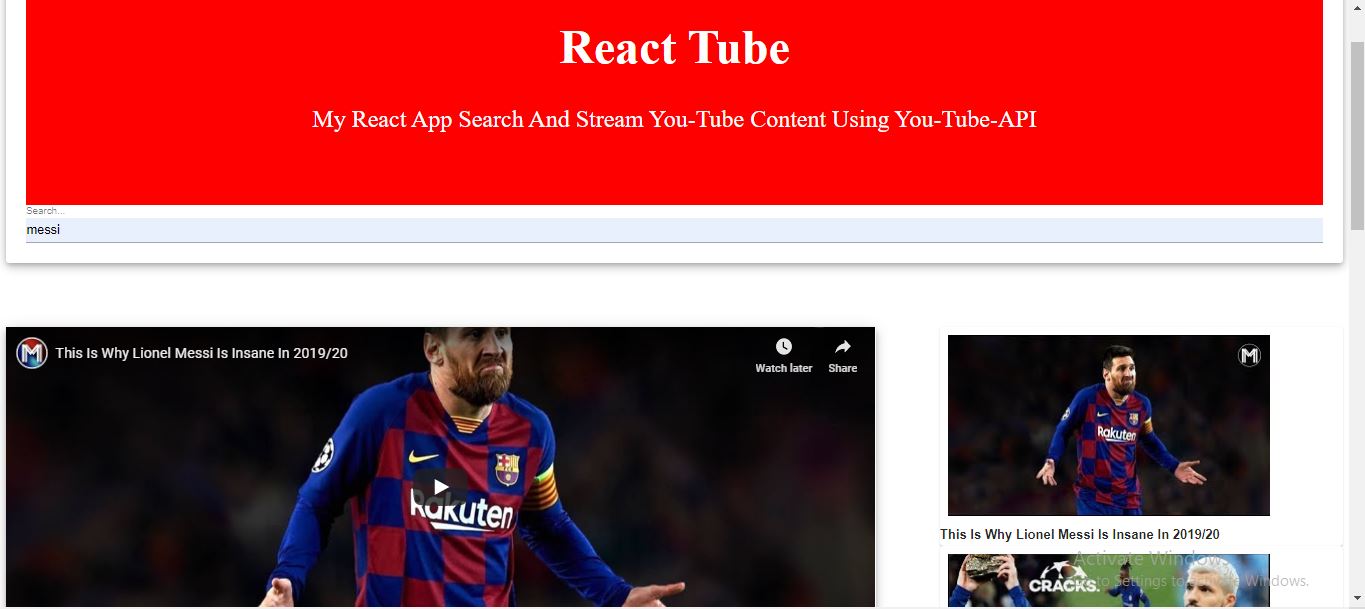 React Tube
My React App Search And Stream You-Tube Content Using You-Tube-API
Search...
messi
M
This Is Why Lionel Messi Is Insane In 2019/20
Watch later
Share
Rakuten
M
Rakuten
This Is Why Lionel Messi Is Insane In 2019/20
CRACKS.
Activate Windows
Go to Settings to activate Windows.